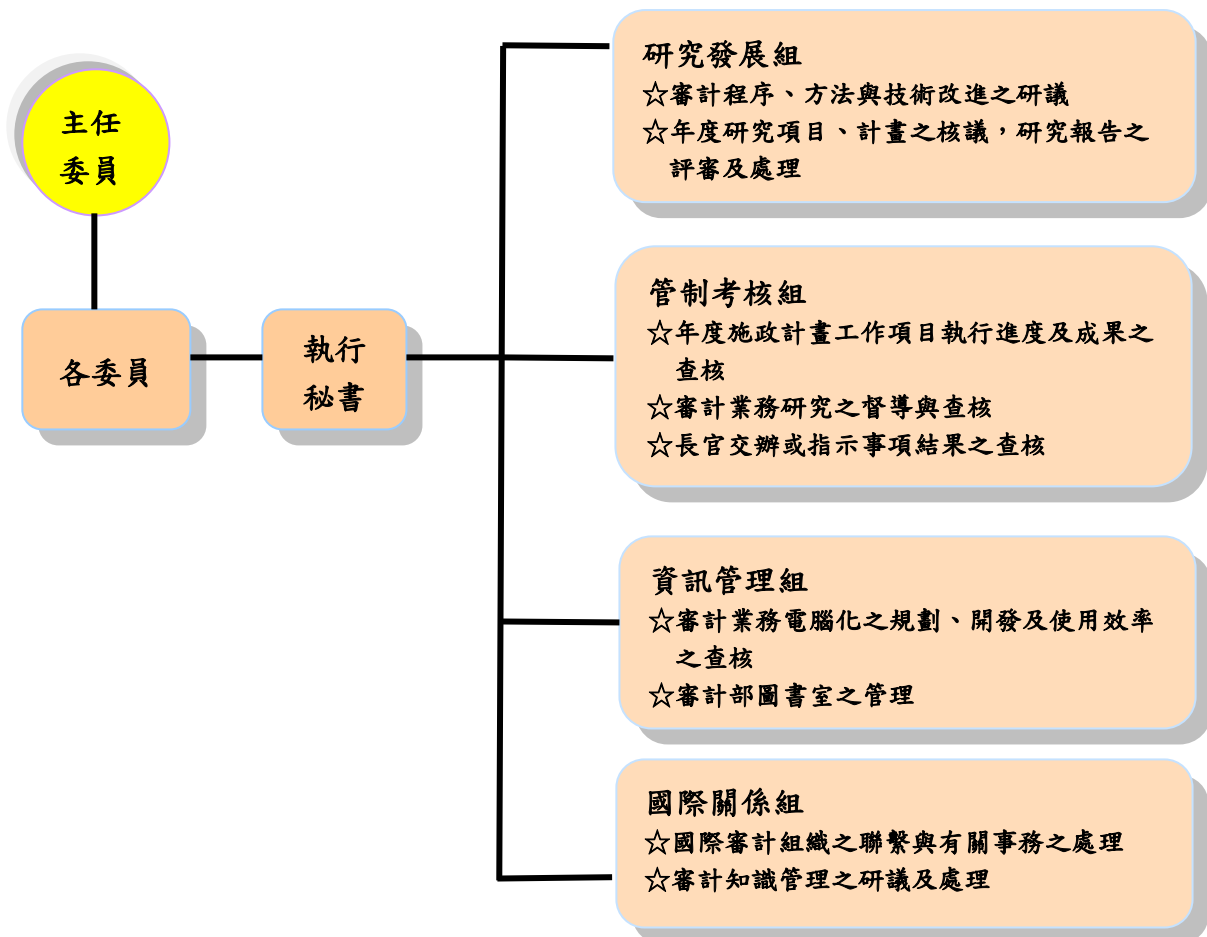 主任
委員
各委員
執行
秘書
研究發展組
☆審計程序、方法與技術改進之研議
☆年度研究項目、計畫之核議，研究報告之
評審及處理
管制考核組
☆年度施政計畫工作項目執行進度及成果之
查核
☆審計業務研究之督導與查核
☆長官交辦或指示事項結果之查核
資訊管理組
☆審計業務電腦化之規劃、開發及使用效率
之查核
☆審計部圖書室之管理
國際關係組
☆國際審計組織之聯繫與有關事務之處理
☆審計知識管理之研議及處理